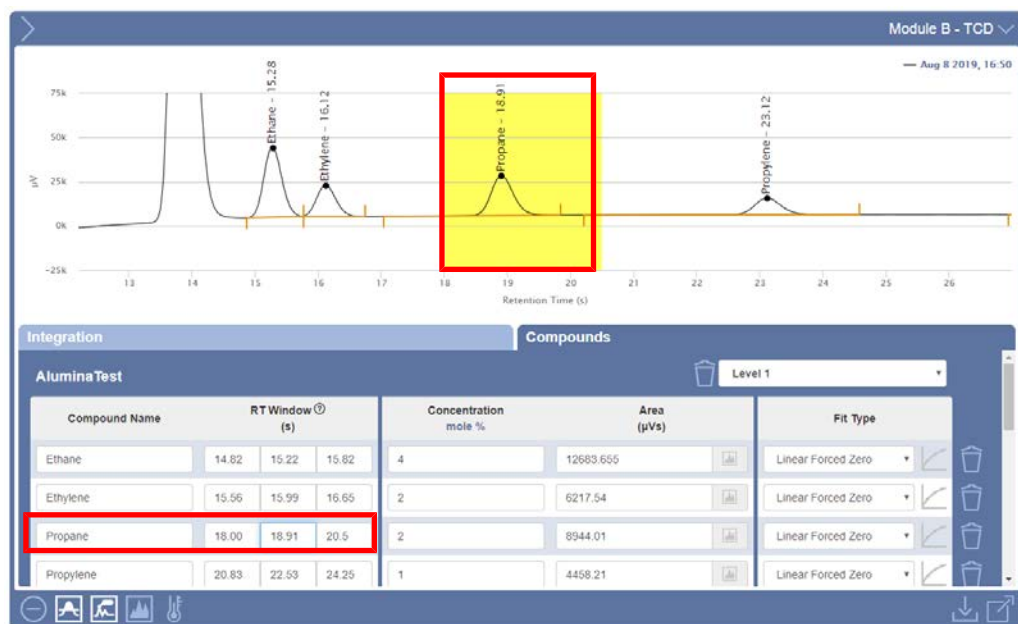 Module B - TCD
Aug 8 2019, 16:50
75k
50k
25k
0k
-25k
µV
Ethane - 15.28
Ethylene - 16.12
Propane - 18.91
Propylene - 23.12
13 14 15 16 17 18 19 20 21 22 23 24 25 26
Retention Time (s)
Integration Compounds
AluminaTest Level 1
Compound Name RT Window ? (s) Concentration mole % Area (µVs) Fit Type
Ethane 14.82 15.22 15.82 4 12683.655 Linear Forced Zero
Ethylene 15.56 15.99 16.65 2 6217.54 Linear Forced Zero
Propane 18.00 18.91 20.5 2 8944.01 Linear Forced Zero
Propylene 20.83 22.53 24.25 1 4458.21 Linear Forced Zero